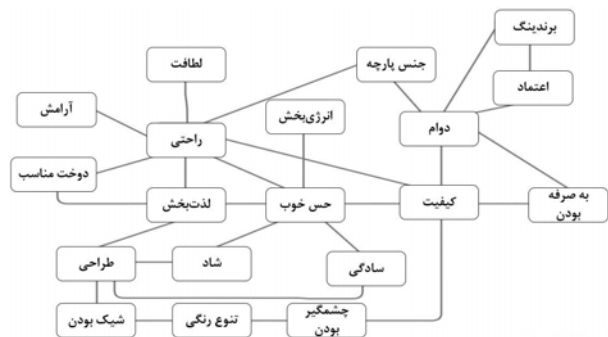 برندینگ
لطافت
جنس پارچه
اعتماد
آرامش
انرژی‌بخش
دوام
راحتی
دوخت مناسب
لذت‌بخش
حس خوب
کیفیت
به صرفه
بودن
طراحی
شاد
سادگی
شیک بودن
تنوع رنگی
چشمگیر
بودن